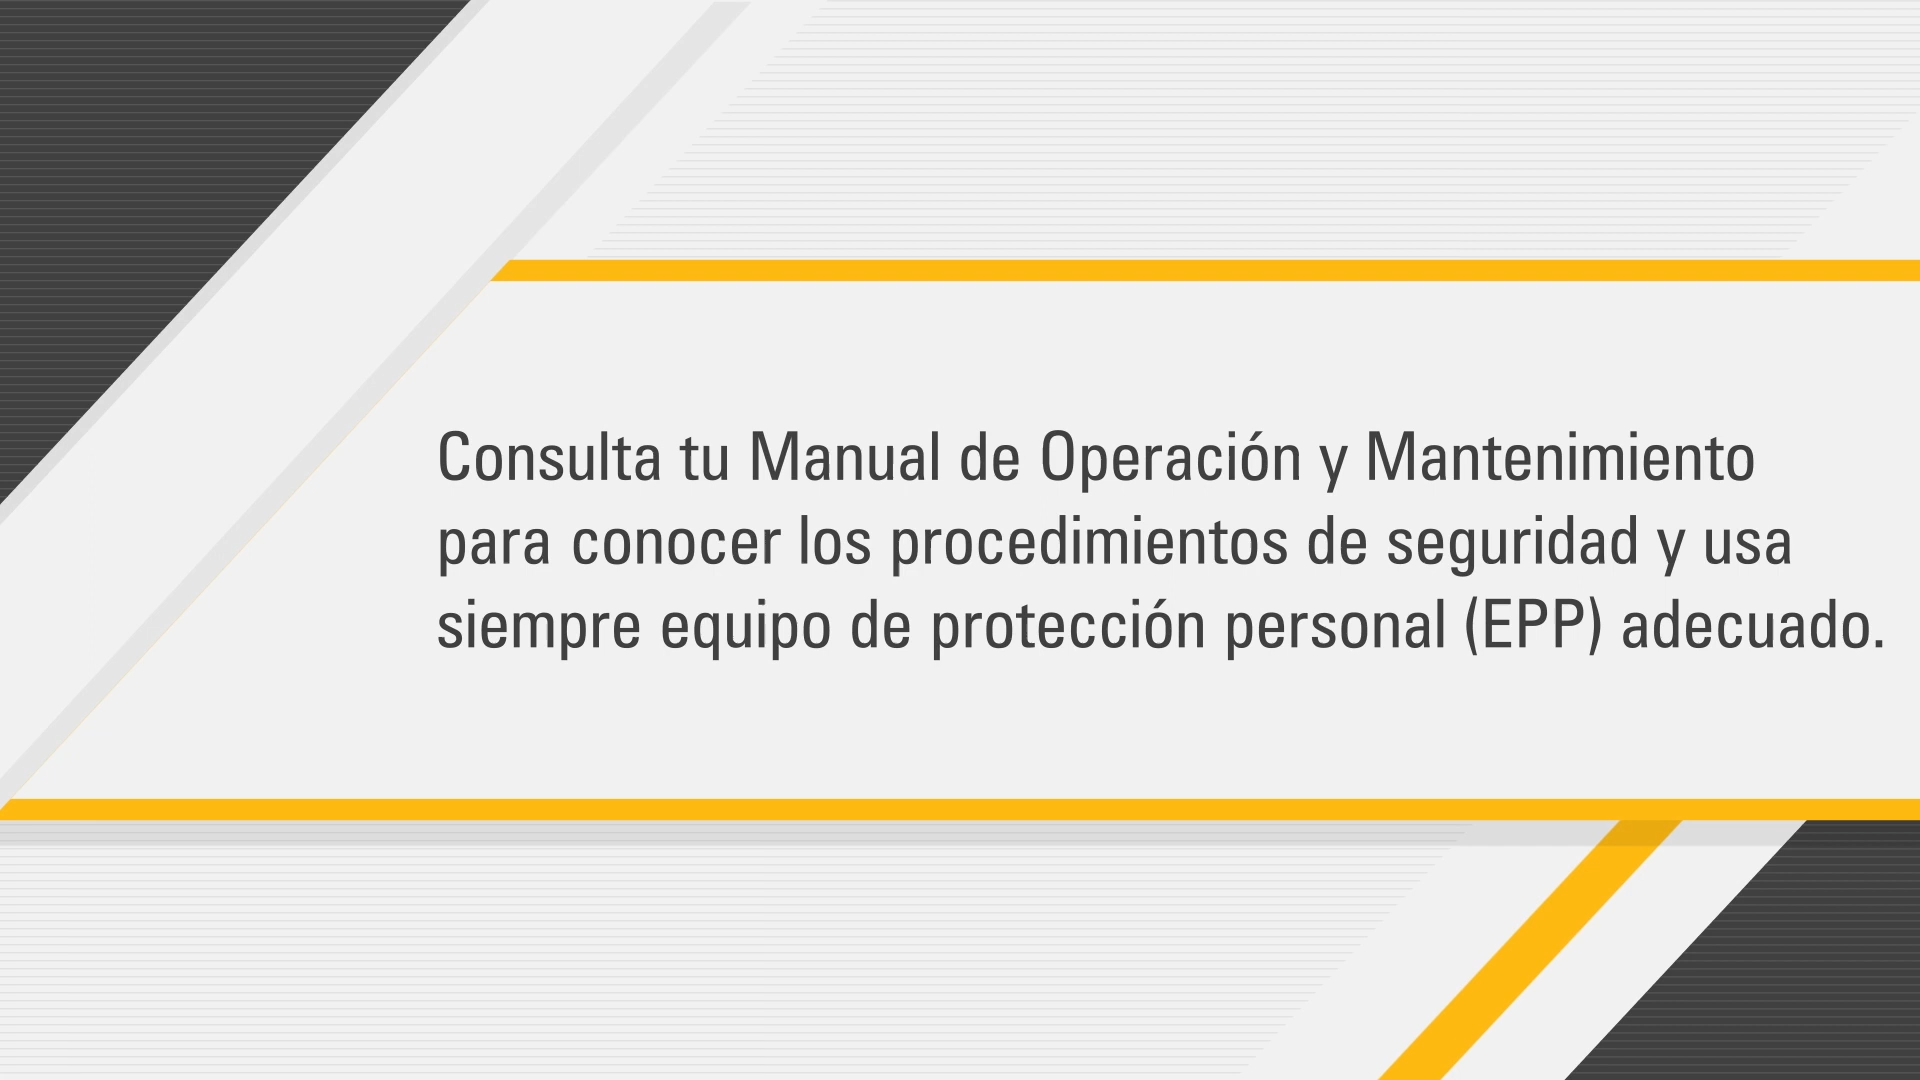 Consulta tu Manual de Operación y Mantenimiento
para conocer los procedimientos de seguridad y usa
siempre equipo de protección personal (EPP) adecuado.